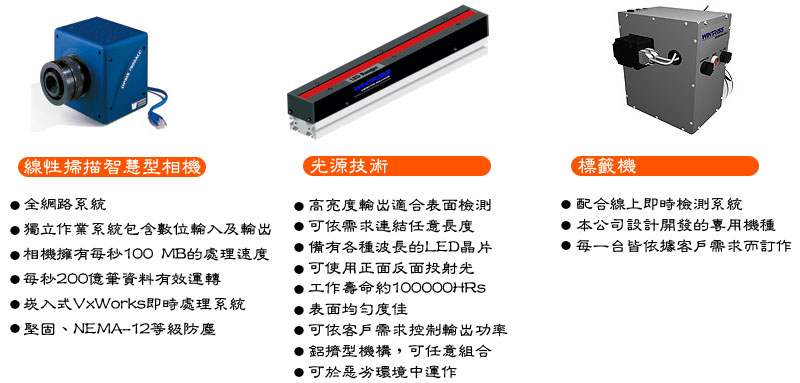 OPSIS 7500ALC
LED Illuminator
WINTRISS
WINTRISS
線性掃描智慧型相機
● 全網路系統
● 獨立作業系統包含數位輸入及輸出
● 相機擁有每秒100 MB的處理速度
● 每秒200億筆資料有效運轉
● 崁入式VxWorks即時處理系統
● 堅固、NEMA-12等級防塵
光源技術
● 高亮度輸出適合表面檢測
● 可依需求連結任意長度
● 備有各種波長的LED晶片
● 可使用正面反面投射光
● 工作壽命約100000HRs
● 表面均勻度佳
● 可依客戶需求控制輸出功率
● 鋁擠型機構，可任意組合
● 可於惡劣環境中運作
標籤機
● 配合線上即時檢測系統
● 本公司設計開發的專用機種
● 每一台皆依據客戶需求而訂作